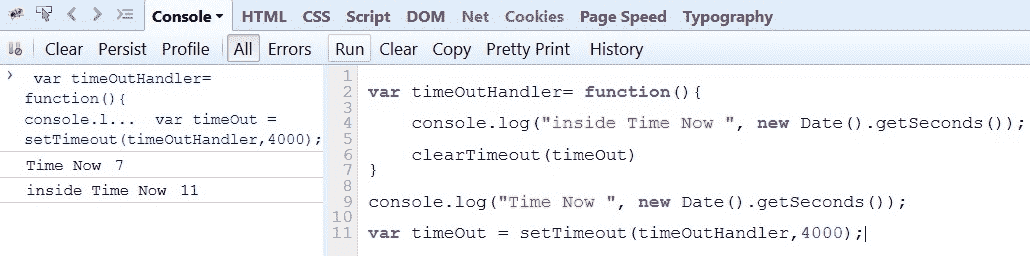 Console HTML CSS Script DOM Net Cookies Page Speed Typography
Clear Persist Profile All Errors Run Clear Copy Pretty Print History
var timeOutHandler=
function(){
console.l... var timeOut =
setTimeout(timeOutHandler,4000);
Time Now 7
inside Time Now 11
1
2 var timeOutHandler= function(){
3
4 console.log("inside Time Now ", new Date().getSeconds());
5
6 clearTimeout(timeOut)
7 }
8
9 console.log("Time Now ", new Date().getSeconds());
10
11 var timeOut = setTimeout(timeOutHandler,4000);